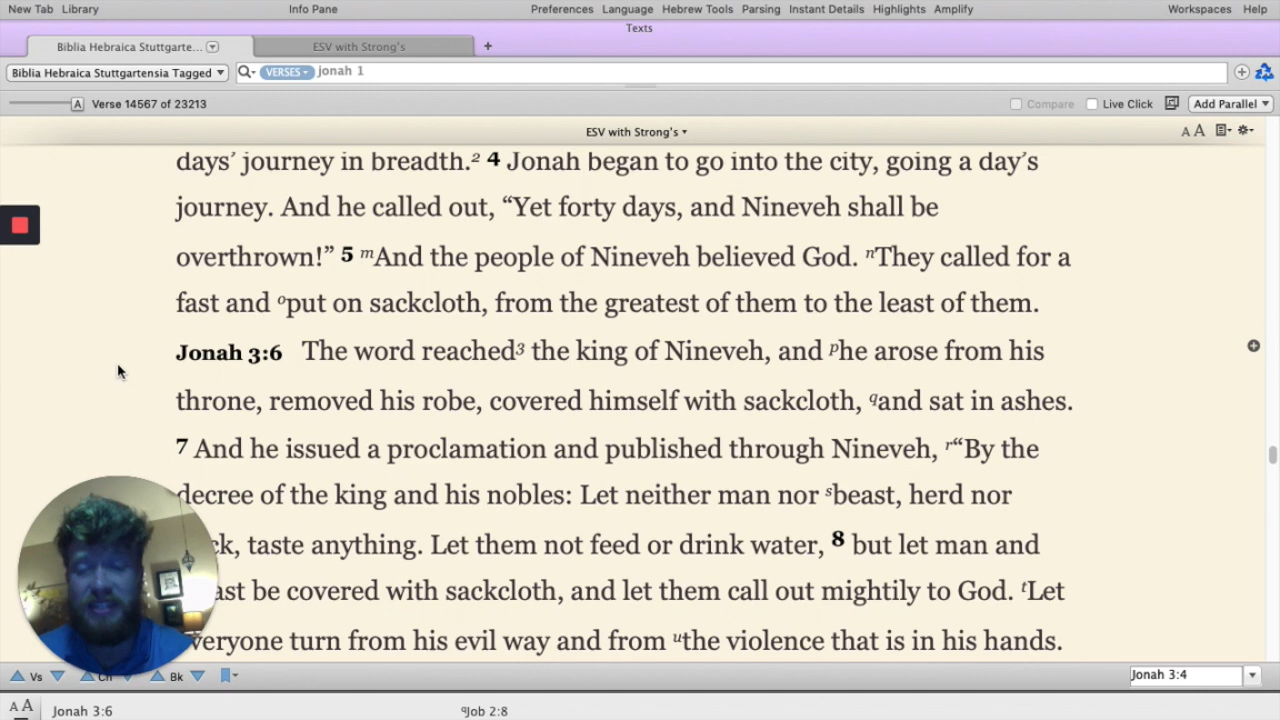 New Tab Library Info Pane Preferences Language Hebrew Tools Parsing Instant Details Highlights Amplify Workspaces Help
Texts
Biblia Hebraica Stuttgarte... ESV with Strong's +
Biblia Hebraica Stuttgartensia Tagged VERSES jonah 1
A Verse 14567 of 23213 Compare Live Click Add Parallel
ESV with Strong's A A
days’ journey in breadth.² 4 Jonah began to go into the city, going a day’s
journey. And he called out, “Yet forty days, and Nineveh shall be
overthrown!” 5 mAnd the people of Nineveh believed God. nThey called for a
fast and oput on sackcloth, from the greatest of them to the least of them.
Jonah 3:6 The word reached³ the king of Nineveh, and phe arose from his
throne, removed his robe, covered himself with sackcloth, qand sat in ashes.
7 And he issued a proclamation and published through Nineveh, r“By the
decree of the king and his nobles: Let neither man nor sbeast, herd nor
ck, taste anything. Let them not feed or drink water, 8 but let man and
ast be covered with sackcloth, and let them call out mightily to God. tLet
veryone turn from his evil way and from uthe violence that is in his hands.
Vs Ch Bk Jonah 3:4
A A Jonah 3:6 qJob 2:8